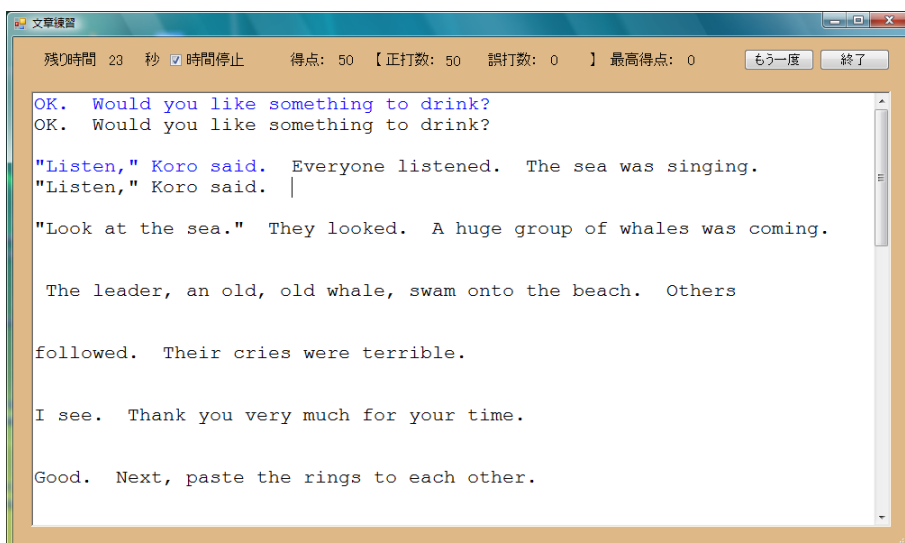 文章練習
残り時間 23 秒 時間停止 得点: 50 【 正打数: 50 誤打数: 0 】 最高得点: 0 もう一度 終了
OK.  Would you like something to drink?
OK.  Would you like something to drink?
"Listen," Koro said.  Everyone listened.  The sea was singing.
"Listen," Koro said.
"Look at the sea."  They looked.  A huge group of whales was coming.
The leader, an old, old whale, swam onto the beach.  Others
followed.  Their cries were terrible.
I see.  Thank you very much for your time.
Good.  Next, paste the rings to each other.